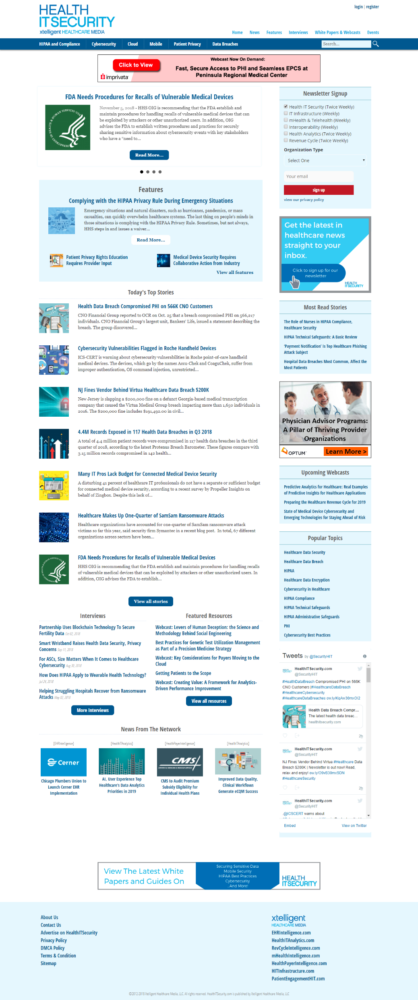 HEALTH
ITSECURITY
xtelligent HEALTHCARE MEDIA
login | register
Home News Features Interviews White Papers & Webcasts Events
HIPAA and Compliance Cybersecurity Cloud Mobile Patient Privacy Data Breaches
Search...
Click to View
imprivata
Webcast Now On Demand:
Fast, Secure Access to PHI and Seamless EPCS at
Peninsula Regional Medical Center
FDA Needs Procedures for Recalls of Vulnerable Medical Devices
DEPARTMENT OF HEALTH & HUMAN SERVICES · USA
November 5, 2018 - HHS OIG is recommending that the FDA establish and
maintain procedures for handling recalls of vulnerable medical devices that can
be exploited by attackers or other unauthorized users. In addition, OIG
advises the FDA to establish written procedures and practices for securely
sharing sensitive information about cybersecurity events with key stakeholders
who have a “need to...
Read More...
Features
Complying with the HIPAA Privacy Rule During Emergency Situations
Emergency situations and natural disasters, such as hurricanes, pandemics, or mass
casualties, can quickly overwhelm healthcare systems. The last thing on people’s minds in
those situations is complying with the HIPAA Privacy Rule. Sometimes, but not always,
HHS steps in and issues a waiver...
Read More...
Patient Privacy Rights Education
Requires Provider Input
Medical Device Security Requires
Collaborative Action from Industry
View all features
Today's Top Stories
Health Data Breach Compromised PHI on 566K CNO Customers
CNO Financial Group reported to OCR on Oct. 25 that a breach compromised PHI on 566,217
individuals. CNO Financial Group’s largest unit, Bankers’ Life, issued a statement describing the
breach. The group discovered...
Cybersecurity Vulnerabilities Flagged in Roche Handheld Devices
ICS-CERT is warning about cybersecurity vulnerabilities in Roche point-of-care handheld
medical devices. The devices, which go by the names Accu-Chek and CoaguChek, suffer from
improper authentication, OS command injection, unrestricted...
NJ Fines Vendor Behind Virtua Healthcare Data Breach $200K
New Jersey is slapping a $200,000 fine on a defunct Georgia-based medical transcription
company that caused the Virtua Medical Group breach impacting more than 1,650 individuals in
2016. The $200,000 fine includes $191,492.00 in civil...
4.4M Records Exposed in 117 Health Data Breaches in Q3 2018
A total of 4.4 million patient records were compromised in 117 health data breaches in the third
quarter of 2018, according to the latest Protenus Breach Barometer. These figures compare with
3.15 million records compromised in 142 health...
Many IT Pros Lack Budget for Connected Medical Device Security
A disturbing 41 percent of healthcare IT professionals do not have a separate or sufficient budget
for connected medical device security, according to a recent survey by Propeller Insights on
behalf of Zingbox. Despite this lack of...
Healthcare Makes Up One-Quarter of SamSam Ransomware Attacks
Healthcare organizations have accounted for one-quarter of SamSam ransomware attack
victims so far this year, said security firm Symantec in a recent blog post. In total, 67 different
organizations across sectors have been...
FDA Needs Procedures for Recalls of Vulnerable Medical Devices
HHS OIG is recommending that the FDA establish and maintain procedures for handling recalls
of vulnerable medical devices that can be exploited by attackers or other unauthorized users. In
addition, OIG advises the FDA to establish...
View all stories
Interviews
Partnership Uses Blockchain Technology To Secure
Fertility Data Oct 02, 2018
Smart Wristband Raises Health Data Security, Privacy
Concerns Sep 11, 2018
For ASCs, Size Matters When It Comes to Healthcare
Cybersecurity Aug 30, 2018
How Does HIPAA Apply to Wearable Health Technology?
Jul 24, 2018
Helping Struggling Hospitals Recover from Ransomware
Attacks May 02, 2018
More Interviews
Featured Resources
Webcast: Levers of Human Deception: the Science and
Methodology Behind Social Engineering
Best Practices for Genetic Test Utilization Management
as Part of a Precision Medicine Strategy
Webcast: Key Considerations for Payers Moving to the
Cloud
Getting Patients to the Scope
Webcast: Creating Value: A Framework for Analytics-
Driven Performance Improvement
View all resources
News From The Network
[EHRIntelligence]
Cerner
Chicago Plumbers Union to
Launch Cerner EHR
Implementation
[HealthITAnalytics]
AI, User Experience Top
Healthcare’s Data Analytics
Priorities in 2019
[HealthPayerIntelligence]
CMS
CENTERS FOR MEDICARE & MEDICAID SERVICES
CMS to Audit Premium
Subsidy Eligibility for
Individual Health Plans
[HealthITAnalytics]
Improved Data Quality,
Clinical Workflows
Generate eCQM Success
Newsletter Signup
Health IT Security (Twice Weekly)
IT Infrastructure (Weekly)
mHealth & Telehealth (Weekly)
Interoperability (Weekly)
Health Analytics (Twice Weekly)
Revenue Cycle (Twice Weekly)
Organization Type
Select One
Your email
sign up
view our privacy policy
Get the latest in
healthcare news
straight to your
inbox.
Click to sign up for our
newsletter
HEALTH
ITSECURITY
Most Read Stories
The Role of Nurses in HIPAA Compliance,
Healthcare Security
HIPAA Technical Safeguards: A Basic Review
‘Payment Notification’ Is Top Healthcare Phishing
Attack Subject
Hospital Data Breaches Most Common, Affect the
Most Patients
Physician Advisor Programs:
A Pillar of Thriving Provider
Organizations
OPTUM™
Learn More >
Upcoming Webcasts
Predictive Analytics for Healthcare: Real Examples
of Predictive Insights for Healthcare Applications
Preparing the Healthcare Revenue Cycle for 2019
State of Medical Device Cybersecurity and
Emerging Technologies for Staying Ahead of Risk
Popular Topics
Healthcare Data Security
Healthcare Data Breach
HIPAA
Healthcare Data Encryption
Cybersecurity in Healthcare
HIPAA Compliance
HIPAA Technical Safeguards
HIPAA Administrative Safeguards
PHI
Cybersecurity Best Practices
Tweets by @SecurityHIT
HealthITSecurity.com
@SecurityHIT
#HealthDataBreach Compromised PHI on 566K
CNO Customers |#HealthcareDataBreach
#HealthcareCybersecurity
#HealthcareDataBreaches ow.ly/KqAw30mxOI2
Health Data Breach Compr...
The latest health data breac...
healthitsecurity.com
2h
HealthITSecurity.com
@SecurityHIT
NJ Fines Vendor Behind Virtua #Healthcare Data
Breach $200K | Newsletter is out now! Read,
relax and enjoy! ow.ly/O9vB30mxSDN
#HealthcareSecurity
2h
HealthITSecurity.com
@SecurityHIT
.@ICSCERT warns about
Embed View on Twitter
View The Latest White
Papers and Guides On
Securing Sensitive Data
Mobile Security
HIPAA Best Practices
Cybersecurity
...And More!
HEALTH
ITSECURITY
About Us
Contact Us
Advertise on HealthITSecurity
Privacy Policy
DMCA Policy
Terms & Condition
Sitemap
xtelligent
HEALTHCARE MEDIA
EHRIntelligence.com
HealthITAnalytics.com
RevCycleIntelligence.com
mHealthIntelligence.com
HealthPayerIntelligence.com
HITInfrastructure.com
PatientEngagementHIT.com
©2012-2018 Xtelligent Healthcare Media, LLC. All rights reserved. HealthITSecurity.com is published by Xtelligent Healthcare Media, LLC